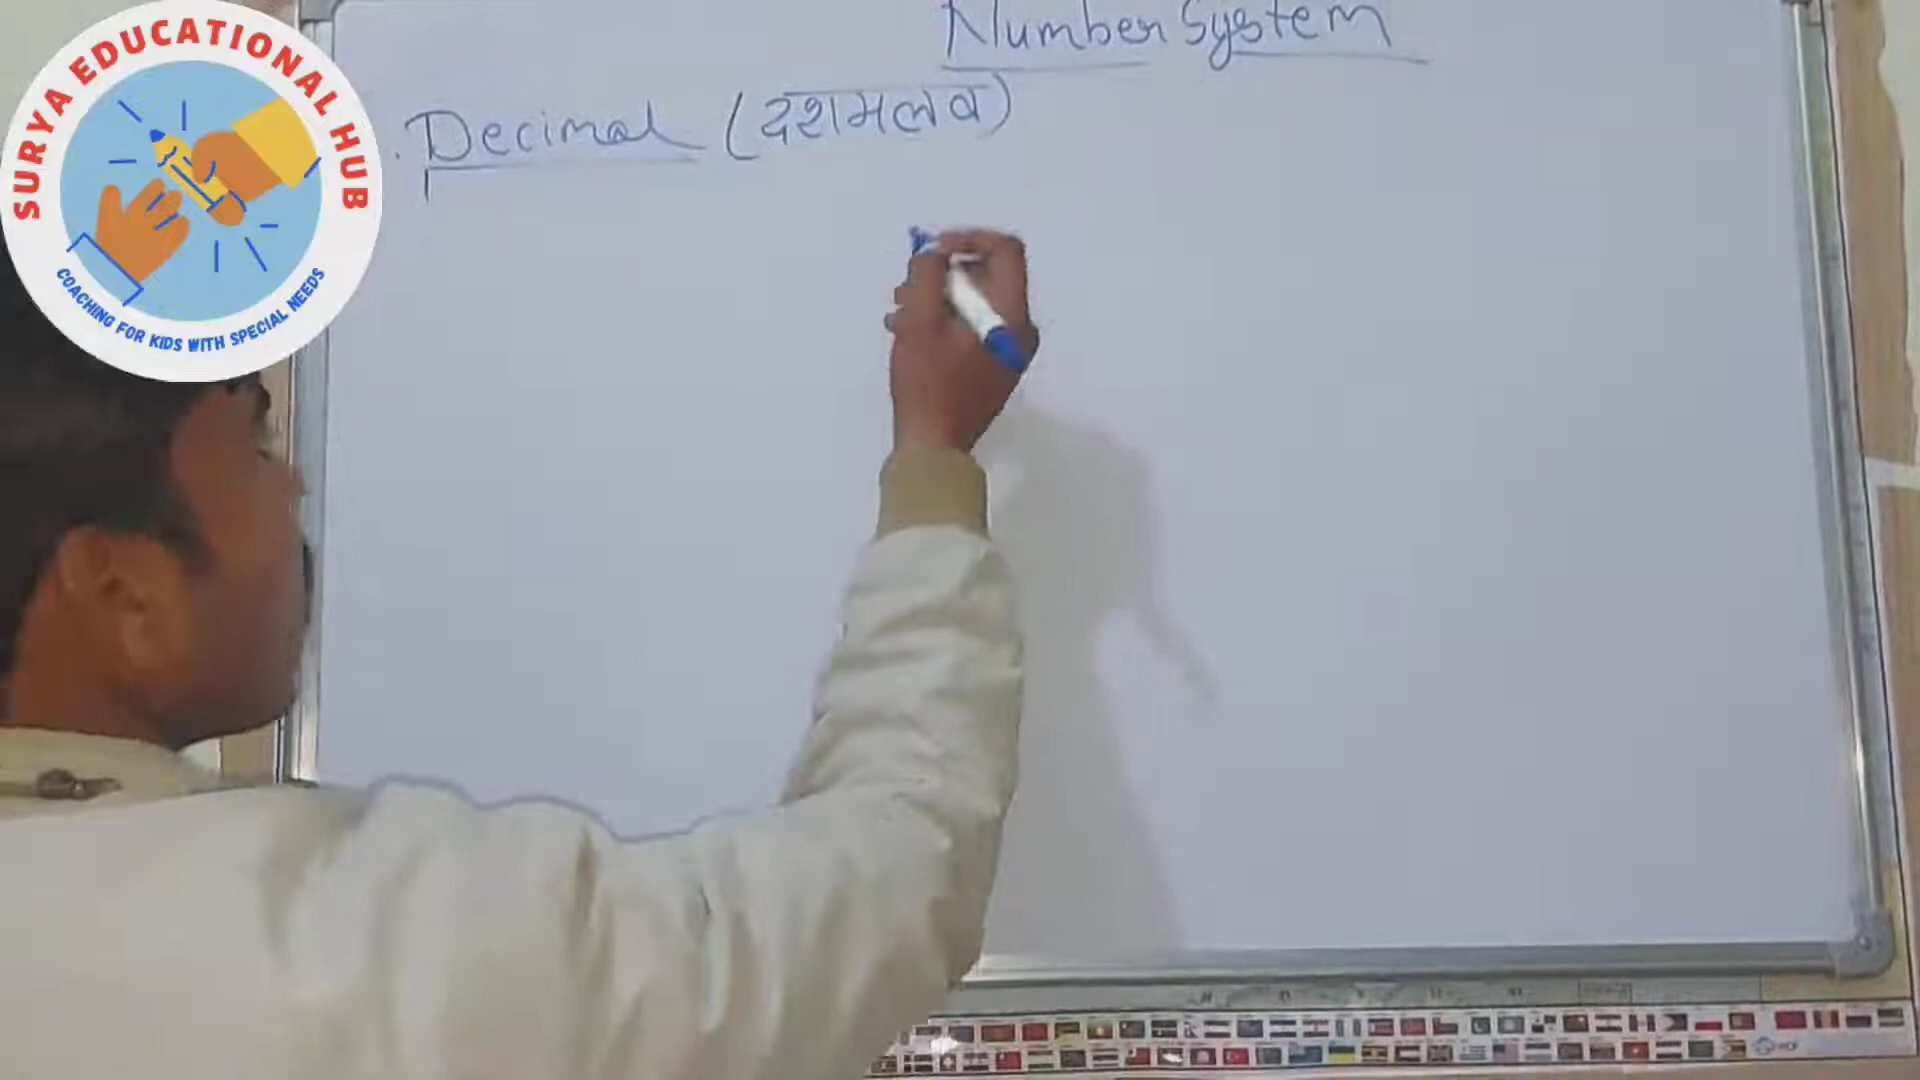 SURYA EDUCATIONAL HUB
COACHING FOR KIDS WITH SPECIAL NEEDS
Number System
Decimal (दशमलव)